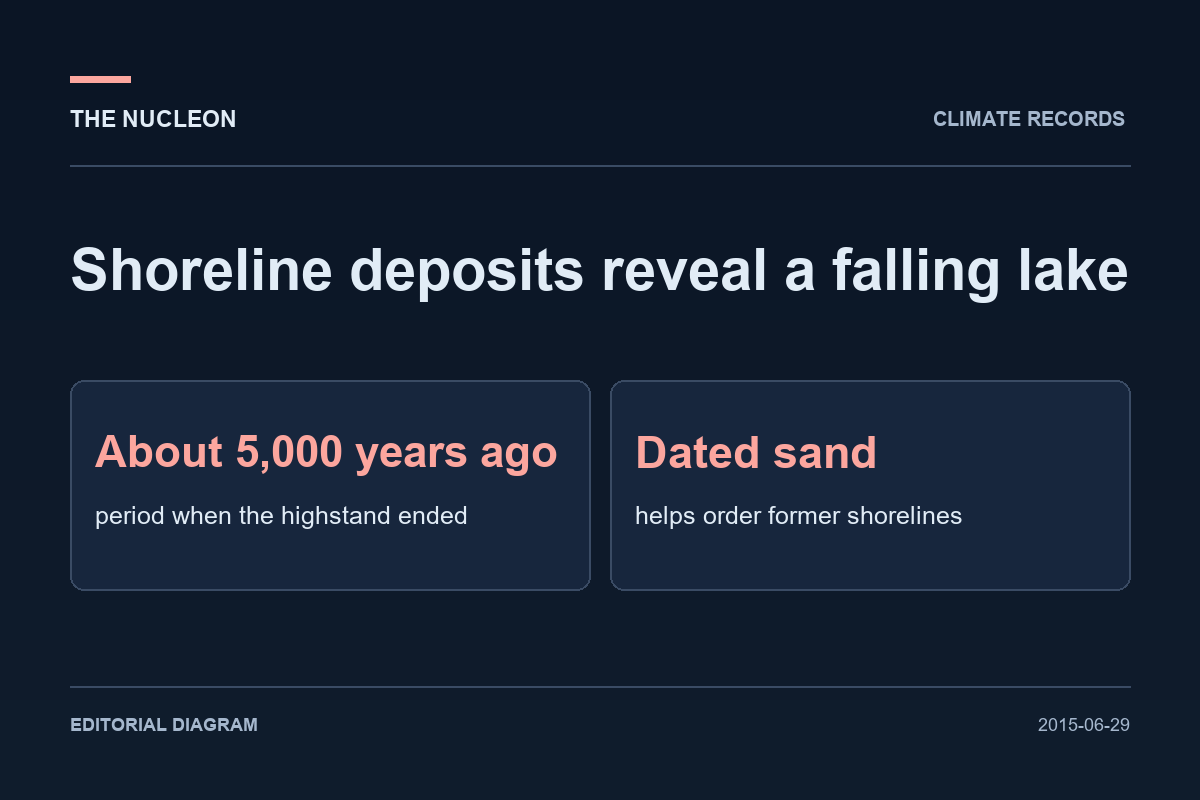 THE NUCLEON
CLIMATE RECORDS
Shoreline deposits reveal a falling lake
About 5,000 years ago
period when the highstand ended
Dated sand
helps order former shorelines
EDITORIAL DIAGRAM
2015-06-29